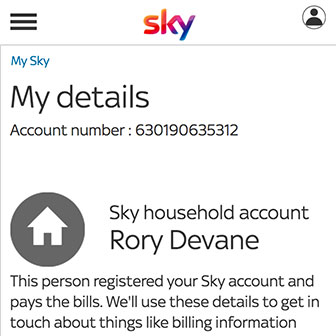 sky
My Sky
My details
Account number : 630190635312
Sky household account
Rory Devane
This person registered your Sky account and
pays the bills. We'll use these details to get in
touch about things like billing information